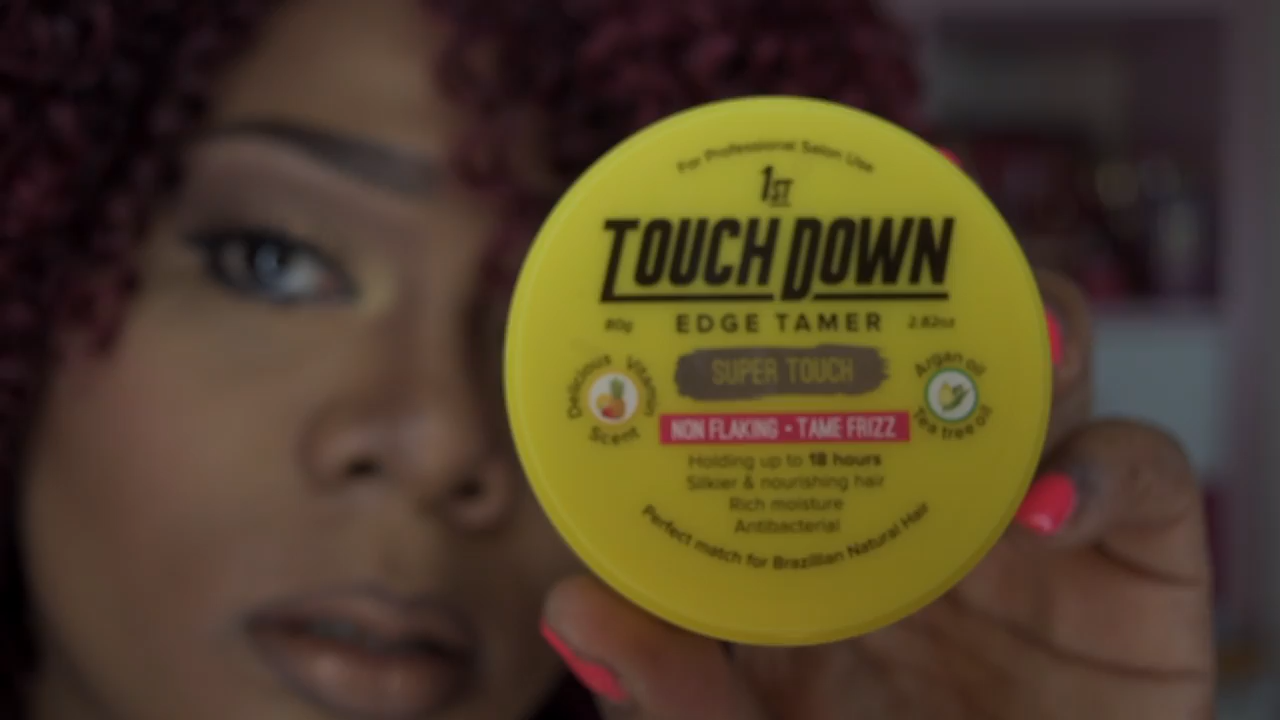 For Professional Salon Use
1ST
TOUCH DOWN
80g EDGE TAMER 2.82oz
SUPER TOUCH
Delicious Vitamin Scent
Argan oil Tea tree oil
NON FLAKING - TAME FRIZZ
Holding up to 18 hours
Silkier & nourishing hair
Rich moisture
Antibacterial
Perfect match for Brazilian Natural Hair